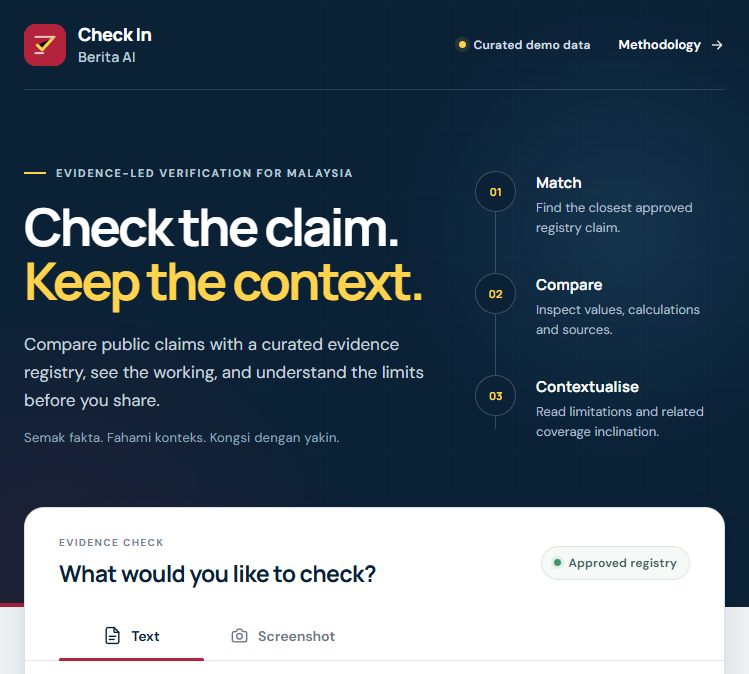 Check In
Berita AI
Curated demo data
Methodology →
EVIDENCE-LED VERIFICATION FOR MALAYSIA
Check the claim.
Keep the context.
Compare public claims with a curated evidence
registry, see the working, and understand the limits
before you share.
Semak fakta. Fahami konteks. Kongsi dengan yakin.
01
Match
Find the closest approved
registry claim.
02
Compare
Inspect values, calculations
and sources.
03
Contextualise
Read limitations and related
coverage inclination.
EVIDENCE CHECK
What would you like to check?
Approved registry
Text
Screenshot